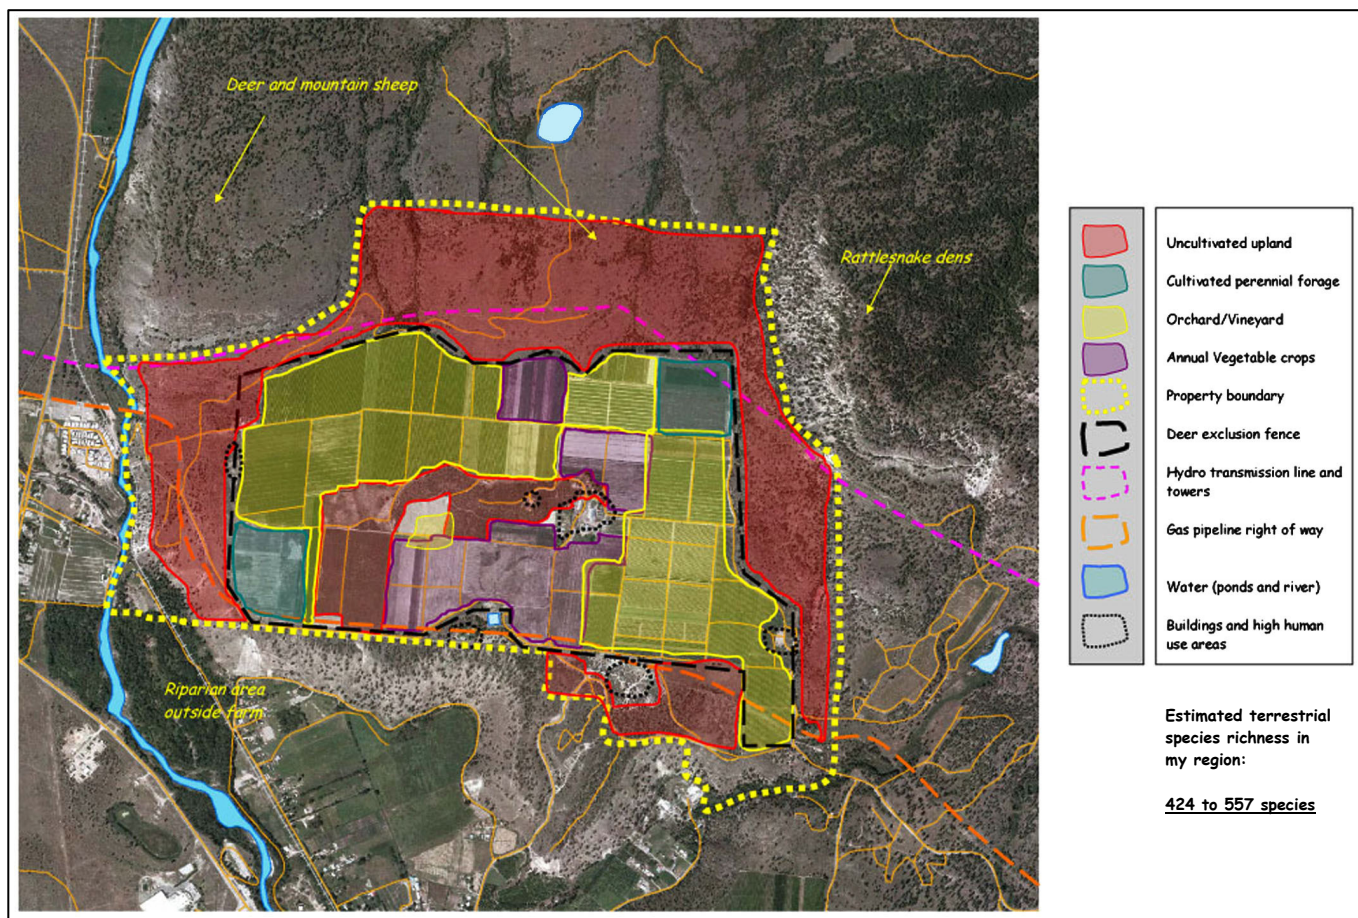 Deer and mountain sheep
Rattlesnake dens
Riparian area
outside farm
Uncultivated upland
Cultivated perennial forage
Orchard/Vineyard
Annual Vegetable crops
Property boundary
Deer exclusion fence
Hydro transmission line and
towers
Gas pipeline right of way
Water (ponds and river)
Buildings and high human
use areas
Estimated terrestrial
species richness in
my region:
424 to 557 species